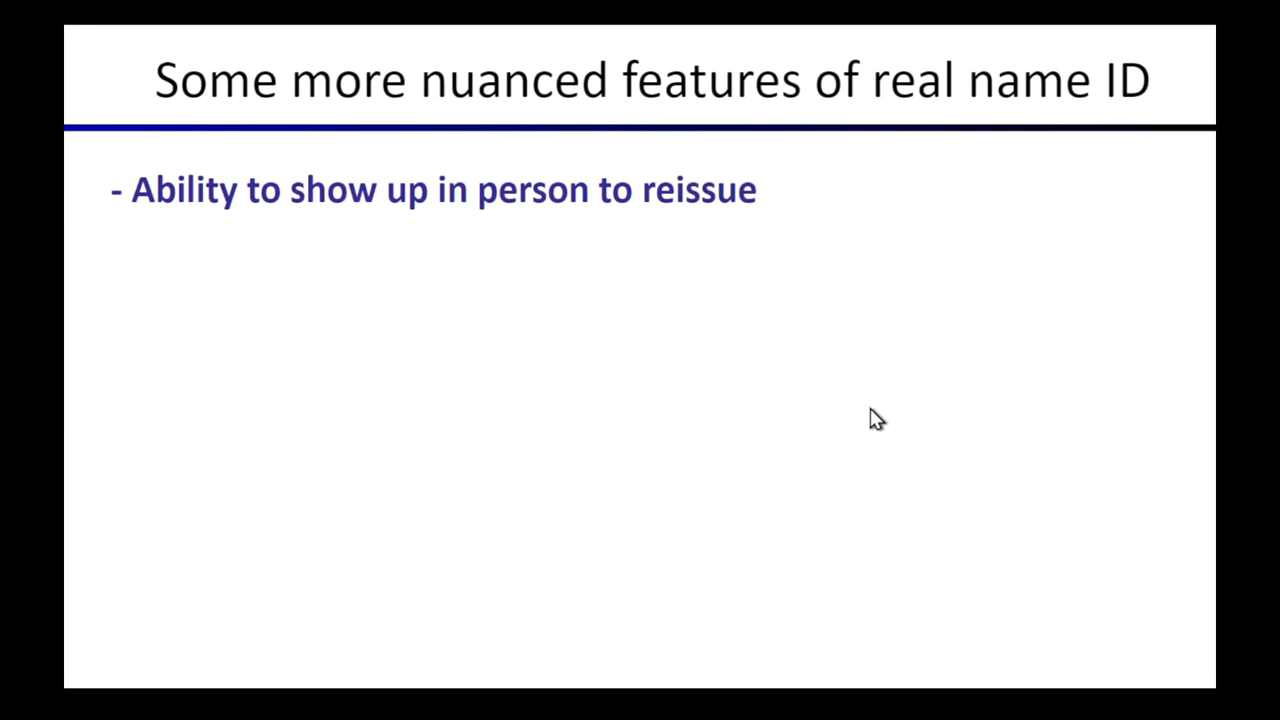 Some more nuanced features of real name ID
- Ability to show up in person to reissue